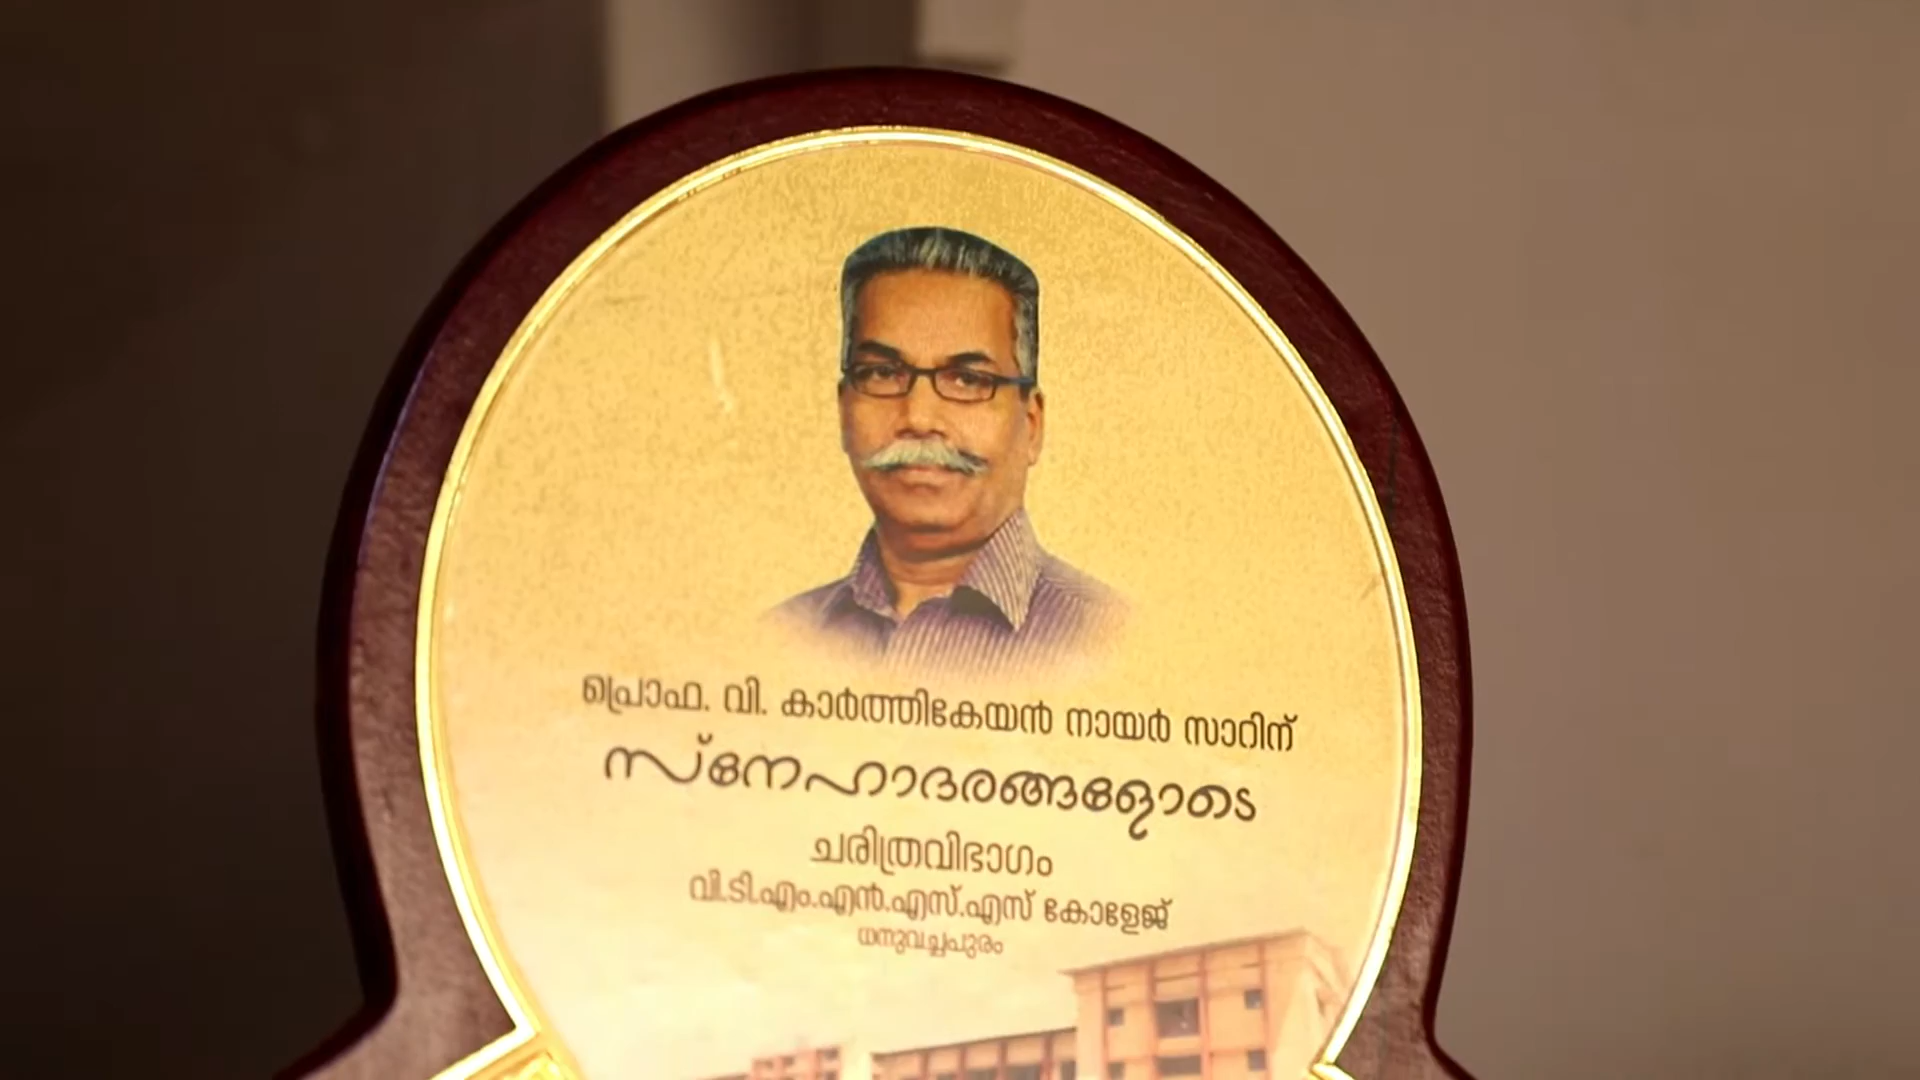 പ്രൊഫ. വി. കാർത്തികേയൻ നായർ സാറിന്
സ്നേഹാദരങ്ങളോടെ
ചരിത്രവിഭാഗം
വി.ടി.എം.എൻ.എസ്.എസ് കോളേജ്
ധനുവച്ചപുരം